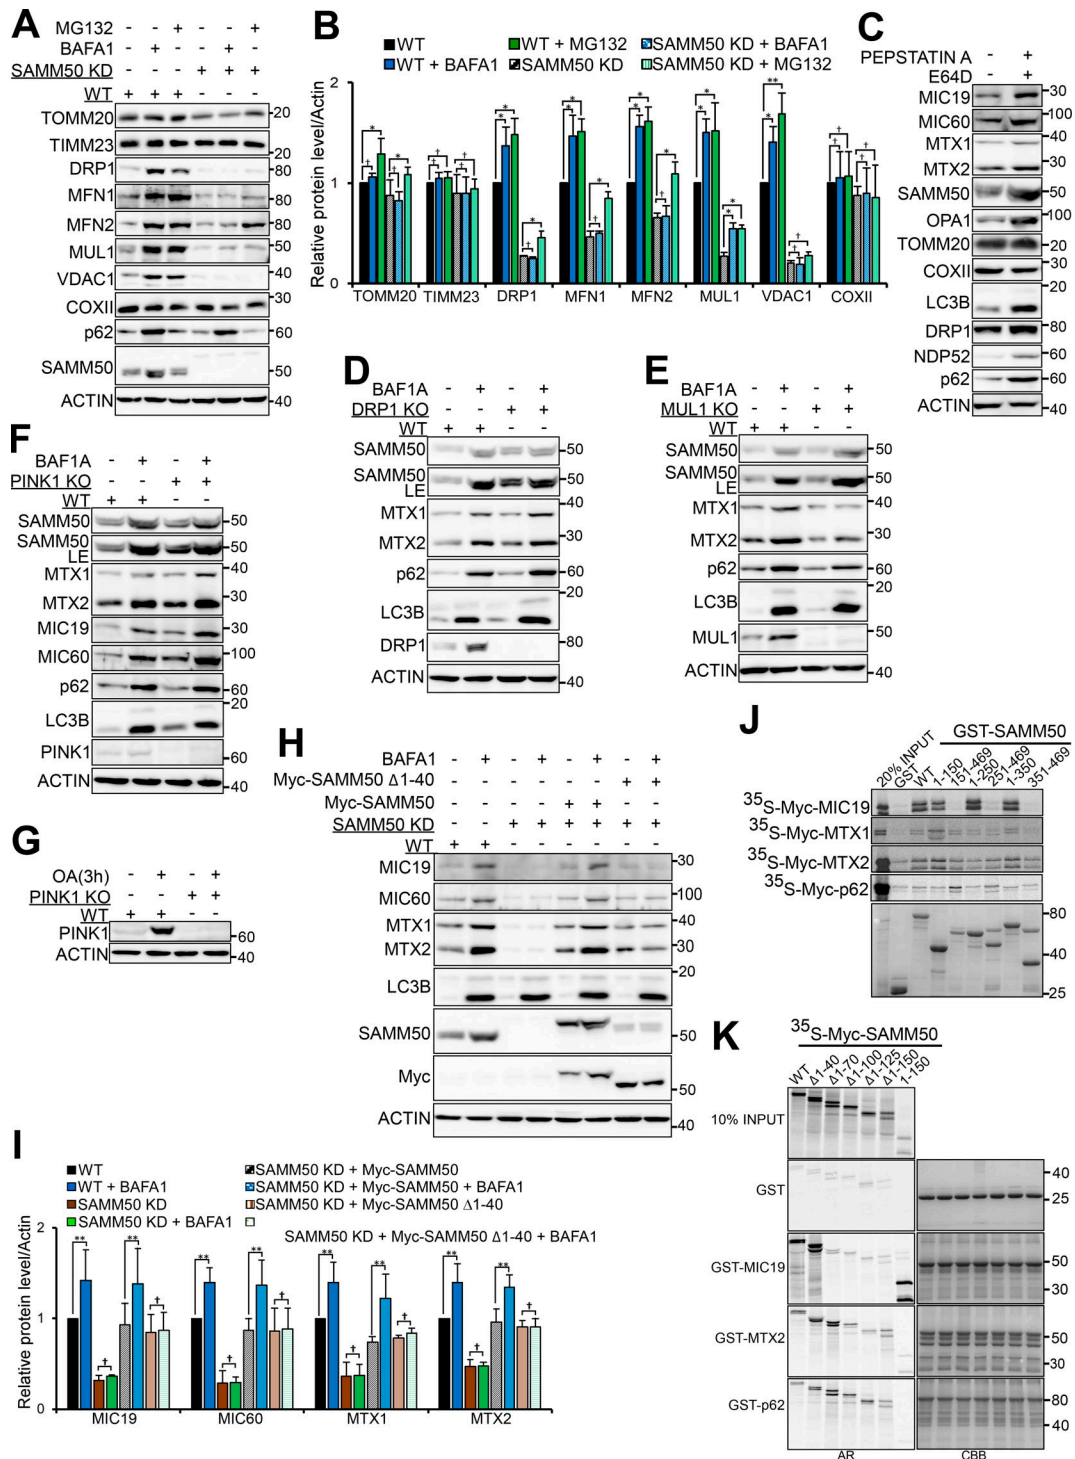 A
MG132 - - + - - +
BAFA1 - + - - + -
SAMM50 KD - - - + + +
WT + + + - - -
TOMM20 20
TIMM23 20
DRP1 80
MFN1 80
MFN2 80
MUL1 50
VDAC1 40
COXII 30
p62 60
SAMM50 50
ACTIN 40
B
WT WT + MG132 SAMM50 KD + BAFA1
WT + BAFA1 SAMM50 KD SAMM50 KD + MG132
Relative protein level/Actin
2
1
0
TOMM20 TIMM23 DRP1 MFN1 MFN2 MUL1 VDAC1 COXII
C
PEPSTATIN A - +
E64D - +
MIC19 30
MIC60 100
MTX1 40
MTX2 30
SAMM50 50
OPA1 100
TOMM20 20
COXII 30
LC3B 20
DRP1 80
NDP52 60
p62 60
ACTIN 40
D
BAF1A - + - +
DRP1 KO - - + +
WT + + - -
SAMM50 50
SAMM50 LE 50
MTX1 40
MTX2 30
p62 60
LC3B 20
DRP1 80
ACTIN 40
E
BAF1A - + - +
MUL1 KO - - + +
WT + + - -
SAMM50 50
SAMM50 LE 50
MTX1 40
MTX2 30
p62 60
LC3B 20
MUL1 50
ACTIN 40
F
BAF1A - + - +
PINK1 KO - - + +
WT + + - -
SAMM50 50
SAMM50 LE 50
MTX1 40
MTX2 30
MIC19 30
MIC60 100
p62 60
LC3B 20
PINK1 60
ACTIN 40
G
OA(3h) - + - +
PINK1 KO - - + +
WT + + - -
PINK1 60
ACTIN 40
H
BAFA1 - + - + - + - +
Myc-SAMM50 Δ1-40 - - - - - - + +
Myc-SAMM50 - - - - + + - -
SAMM50 KD - - + + + + + +
WT + + - - - - - -
MIC19 30
MIC60 100
MTX1 40
MTX2 30
LC3B 20
SAMM50 50
Myc 50
ACTIN 40
I
WT SAMM50 KD + Myc-SAMM50
WT + BAFA1 SAMM50 KD + Myc-SAMM50 + BAFA1
SAMM50 KD SAMM50 KD + Myc-SAMM50 Δ1-40
SAMM50 KD + BAFA1
SAMM50 KD + Myc-SAMM50 Δ1-40 + BAFA1
Relative protein level/Actin
2
1
0
MIC19 MIC60 MTX1 MTX2
J
GST-SAMM50
20% INPUT GST WT 1-150 151-469 1-250 251-469 1-350 351-469
35S-Myc-MIC19
35S-Myc-MTX1
35S-Myc-MTX2
35S-Myc-p62
80
50
40
25
K
35S-Myc-SAMM50
WT Δ1-40 Δ1-70 Δ1-100 Δ1-125 Δ1-150 1-150
10% INPUT
GST 40
25
GST-MIC19 50
30
GST-MTX2 50
30
GST-p62 80
40
AR CBB